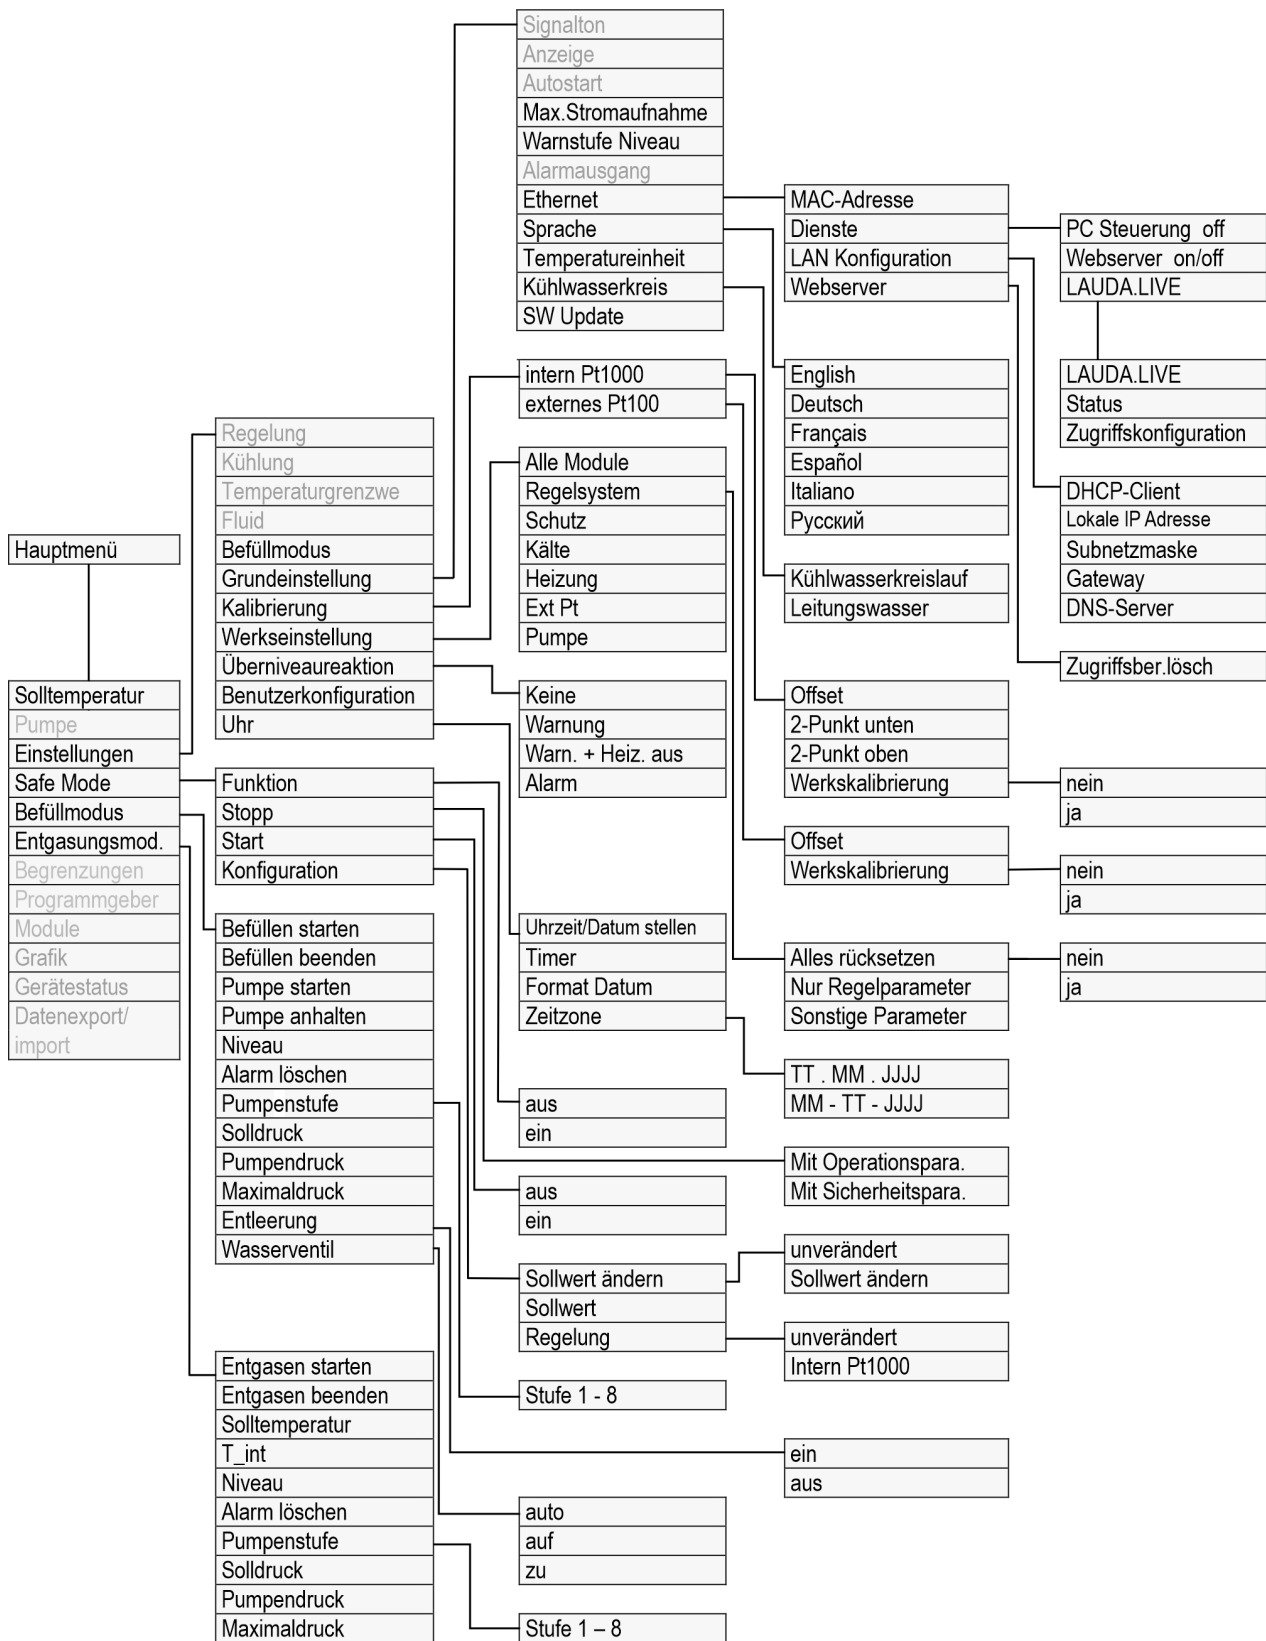 Hauptmenü
Solltemperatur
Pumpe
Einstellungen
Safe Mode
Befüllmodus
Entgasungsmod.
Begrenzungen
Programmgeber
Module
Grafik
Gerätestatus
Datenexport/
import
Regelung
Kühlung
Temperaturgrenzwe
Fluid
Befüllmodus
Grundeinstellung
Kalibrierung
Werkseinstellung
Überniveaureaktion
Benutzerkonfiguration
Uhr
Funktion
Stopp
Start
Konfiguration
Befüllen starten
Befüllen beenden
Pumpe starten
Pumpe anhalten
Niveau
Alarm löschen
Pumpenstufe
Solldruck
Pumpendruck
Maximaldruck
Entleerung
Wasserventil
Entgasen starten
Entgasen beenden
Solltemperatur
T_int
Niveau
Alarm löschen
Pumpenstufe
Solldruck
Pumpendruck
Maximaldruck
Signalton
Anzeige
Autostart
Max.Stromaufnahme
Warnstufe Niveau
Alarmausgang
Ethernet
Sprache
Temperatureinheit
Kühlwasserkreis
SW Update
intern Pt1000
externes Pt100
Alle Module
Regelsystem
Schutz
Kälte
Heizung
Ext Pt
Pumpe
Keine
Warnung
Warn. + Heiz. aus
Alarm
Uhrzeit/Datum stellen
Timer
Format Datum
Zeitzone
aus
ein
aus
ein
Sollwert ändern
Sollwert
Regelung
Stufe 1 - 8
auto
auf
zu
Stufe 1 – 8
MAC-Adresse
Dienste
LAN Konfiguration
Webserver
English
Deutsch
Français
Español
Italiano
Русский
Kühlwasserkreislauf
Leitungswasser
Offset
2-Punkt unten
2-Punkt oben
Werkskalibrierung
Offset
Werkskalibrierung
Alles rücksetzen
Nur Regelparameter
Sonstige Parameter
TT . MM . JJJJ
MM - TT - JJJJ
Mit Operationspara.
Mit Sicherheitspara.
unverändert
Sollwert ändern
unverändert
Intern Pt1000
ein
aus
PC Steuerung off
Webserver on/off
LAUDA.LIVE
LAUDA.LIVE
Status
Zugriffskonfiguration
DHCP-Client
Lokale IP Adresse
Subnetzmaske
Gateway
DNS-Server
Zugriffsber.lösch
nein
ja
nein
ja
nein
ja